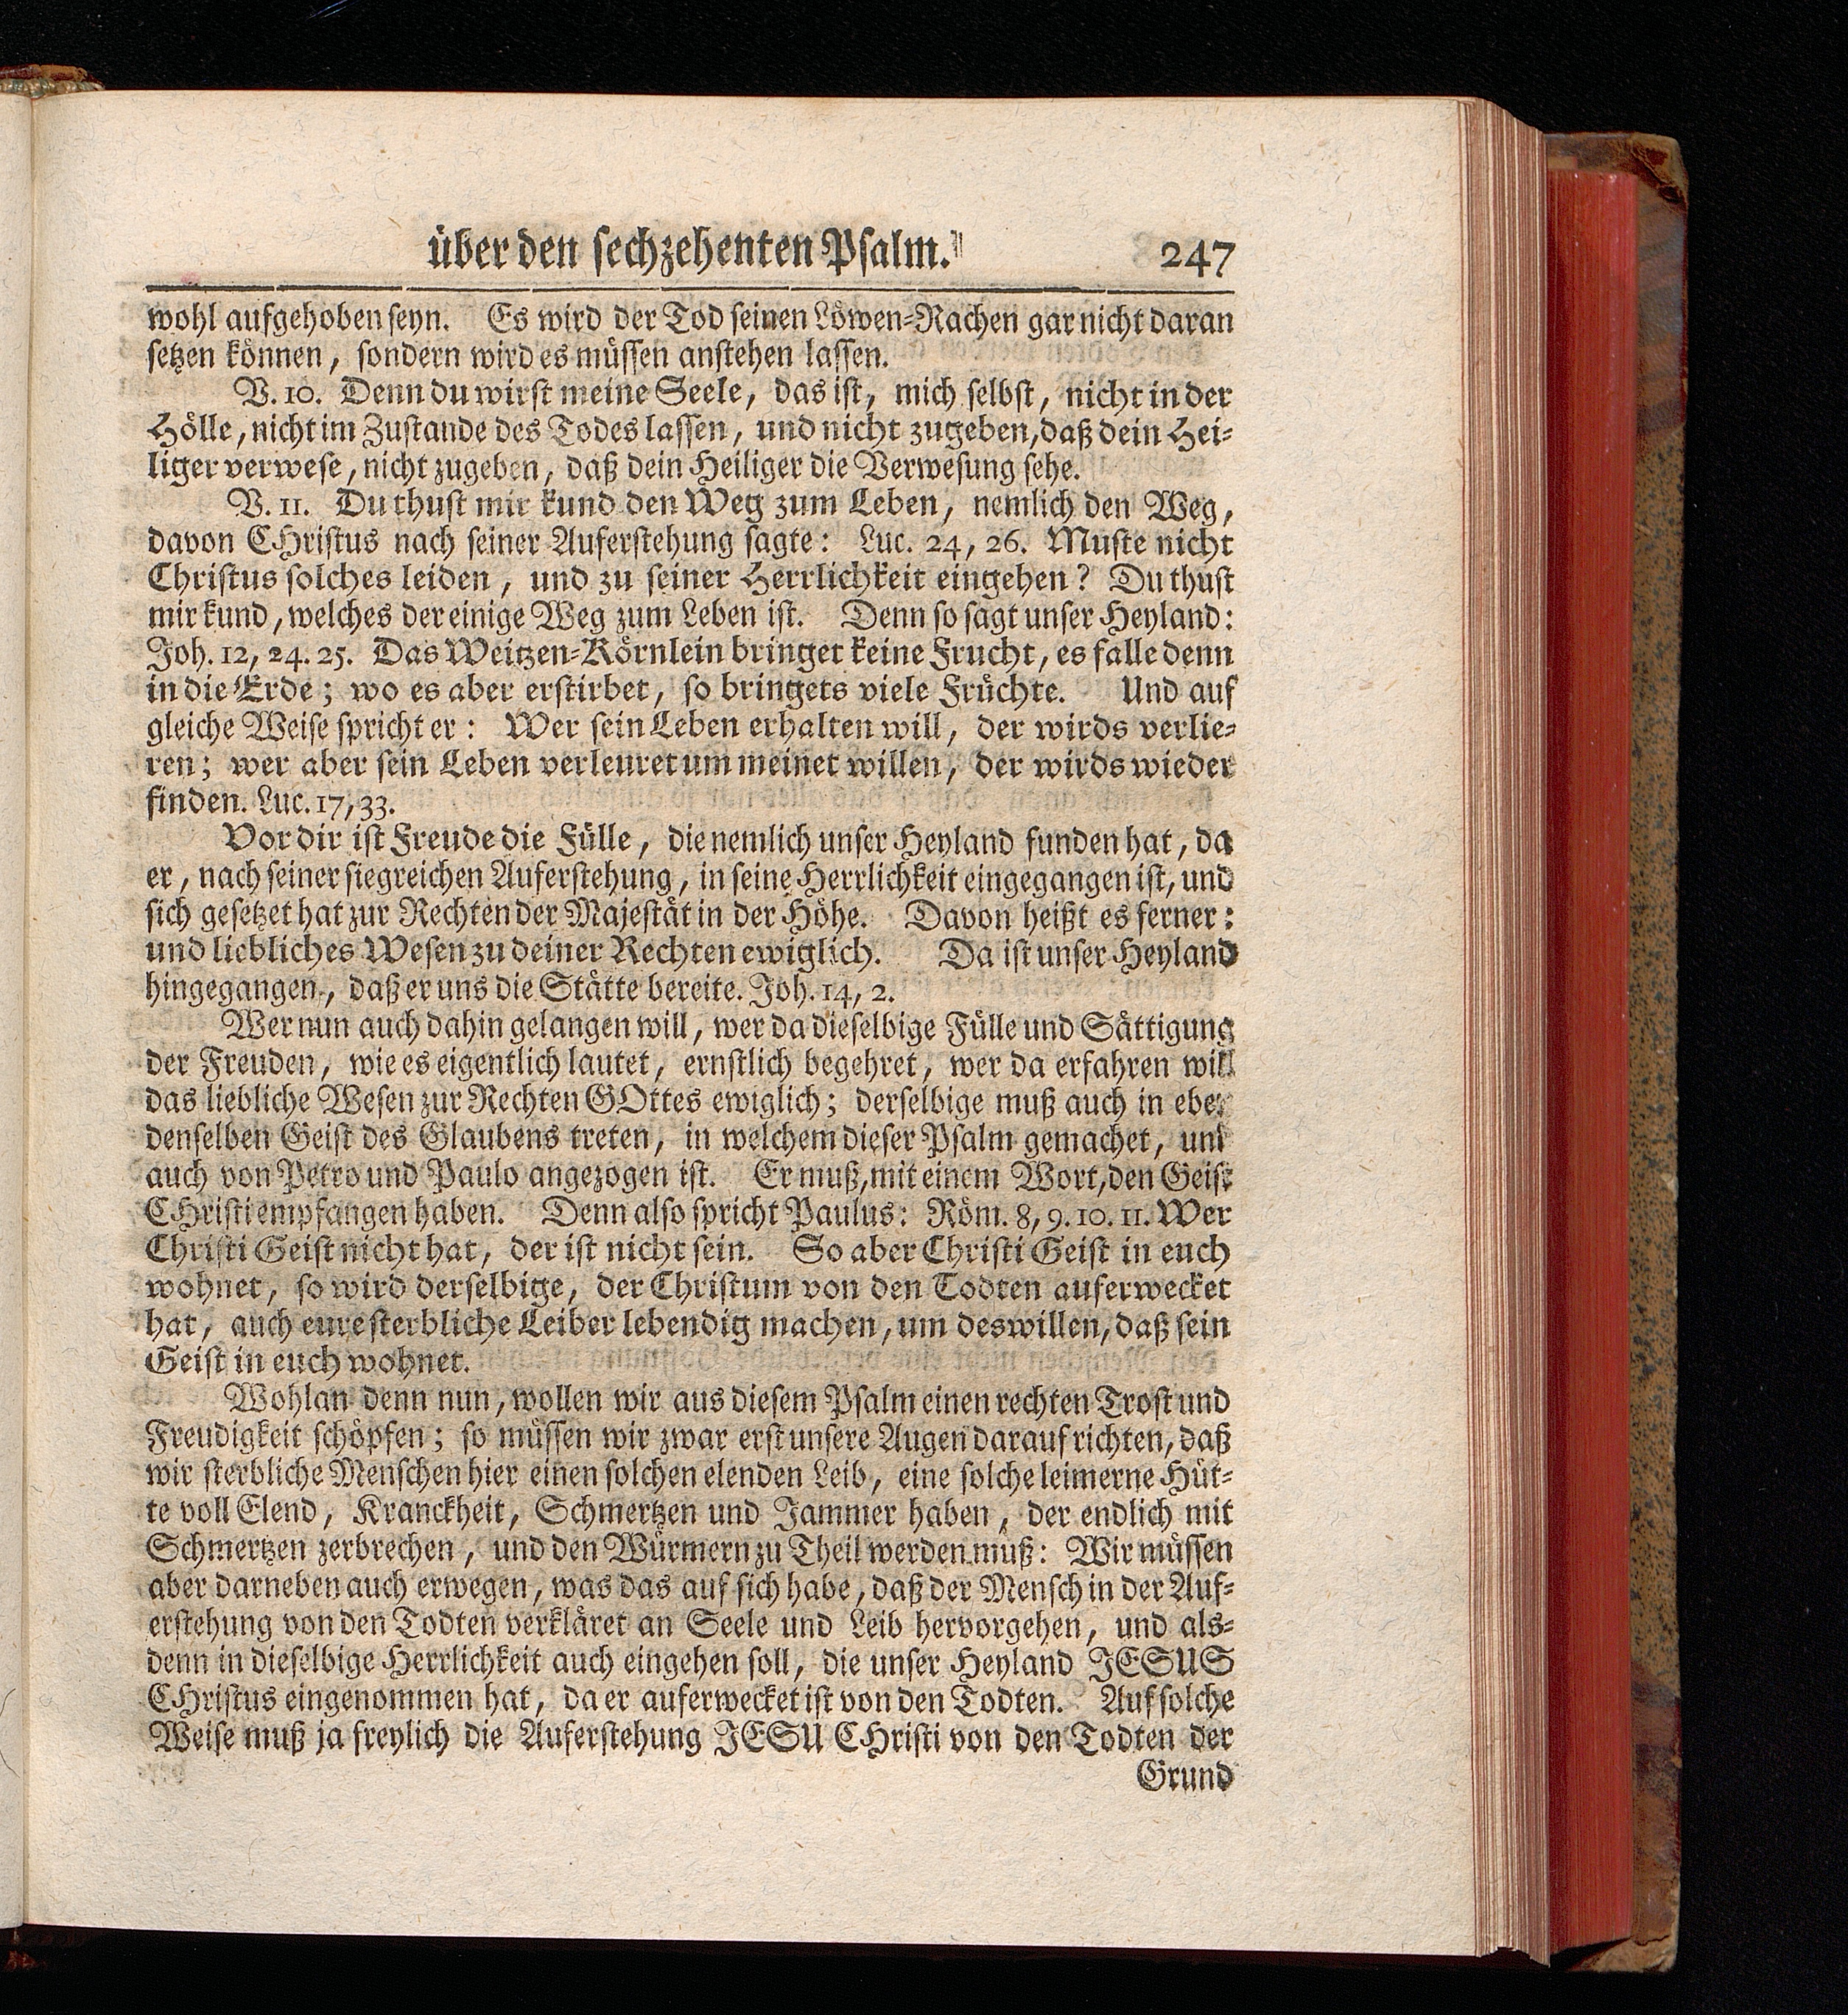 über den sechzehenten Psalm. 247
wohl aufgehoben seyn. Es wird der Tod seinen Löwen-Rachen gar nicht daran
setzen können, sondern wird es müssen anstehen lassen.
V. 10. Denn du wirst meine Seele, das ist, mich selbst, nicht in der
Hölle, nicht im Zustande des Todes lassen, und nicht zugeben, daß dein Hei-
liger verwese, nicht zugeben, daß dein Heiliger die Verwesung sehe.
V. 11. Du thust mir kund den Weg zum Leben, nemlich den Weg,
davon CHristus nach seiner Auferstehung sagte: Luc. 24, 26. Muste nicht
Christus solches leiden, und zu seiner Herrlichkeit eingehen? Du thust
mir kund, welches der einige Weg zum Leben ist. Denn so sagt unser Heyland:
Joh. 12, 24. 25. Das Weitzen-Körnlein bringet keine Frucht, es falle denn
in die Erde; wo es aber erstirbet, so bringets viele Früchte. Und auf
gleiche Weise spricht er: Wer sein Leben erhalten will, der wirds verlie-
ren; wer aber sein Leben verleuret um meinet willen, der wirds wieder
finden. Luc. 17, 33.
Vor dir ist Freude die Fülle, die nemlich unser Heyland funden hat, da
er, nach seiner siegreichen Auferstehung, in seine Herrlichkeit eingegangen ist, und
sich gesetzet hat zur Rechten der Majestät in der Höhe. Davon heißt es ferner:
und liebliches Wesen zu deiner Rechten ewiglich. Da ist unser Heyland
hingegangen, daß er uns die Stätte bereite. Joh. 14, 2.
Wer nun auch dahin gelangen will, wer da dieselbige Fülle und Sättigung
der Freuden, wie es eigentlich lautet, ernstlich begehret, wer da erfahren will
das liebliche Wesen zur Rechten GOttes ewiglich; derselbige muß auch in eben
denselben Geist des Glaubens treten, in welchem dieser Psalm gemachet, und
auch von Petro und Paulo angezogen ist. Er muß, mit einem Wort, den Geist
CHristi empfangen haben. Denn also spricht Paulus: Röm. 8, 9. 10. 11. Wer
Christi Geist nicht hat, der ist nicht sein. So aber Christi Geist in euch
wohnet, so wird derselbige, der Christum von den Todten auferwecket
hat, auch eure sterbliche Leiber lebendig machen, um deswillen, daß sein
Geist in euch wohnet.
Wohlan denn nun, wollen wir aus diesem Psalm einen rechten Trost und
Freudigkeit schöpfen; so müssen wir zwar erst unsere Augen darauf richten, daß
wir sterbliche Menschen hier einen solchen elenden Leib, eine solche leimerne Hüt-
te voll Elend, Kranckheit, Schmertzen und Jammer haben, der endlich mit
Schmertzen zerbrechen, und den Würmern zu Theil werden muß: Wir müssen
aber darneben auch erwegen, was das auf sich habe, daß der Mensch in der Auf-
erstehung von den Todten verkläret an Seele und Leib hervorgehen, und als-
denn in dieselbige Herrlichkeit auch eingehen soll, die unser Heyland JESUS
CHristus eingenommen hat, da er auferwecket ist von den Todten. Auf solche
Weise muß ja freylich die Auferstehung JESU CHristi von den Todten der
Grund